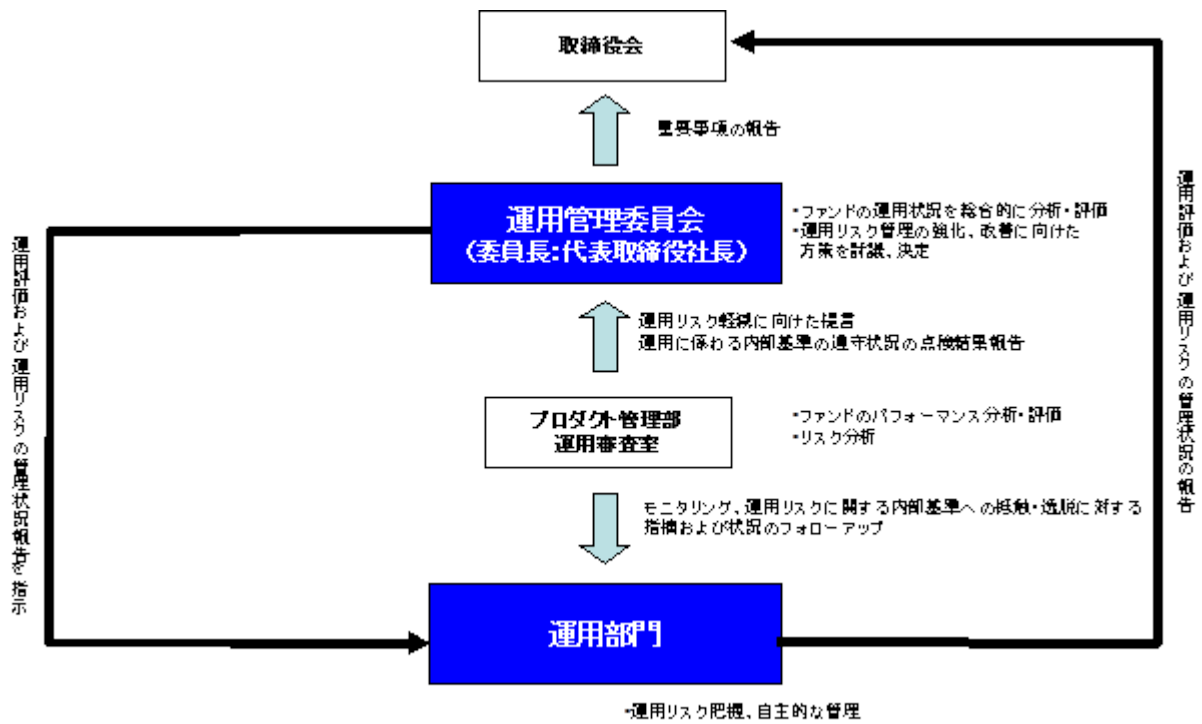 取締役会
重要事項の報告
運用管理委員会
(委員長:代表取締役社長)
・ファンドの運用状況を総合的に分析・評価
・運用リスク管理の強化、改善に向けた
方策を討議、決定
運用リスク軽減に向けた提言
運用に係わる内部基準の遵守状況の点検結果報告
プロダクト管理部
運用審査室
・ファンドのパフォーマンス分析・評価
・リスク分析
モニタリング、運用リスクに関する内部基準への抵触・逸脱に対する
指摘および状況のフォローアップ
運用部門
・運用リスク把握、自主的な管理
運用評価および運用リスクの管理状況報告を指示
運用評価および運用リスクの管理状況の報告